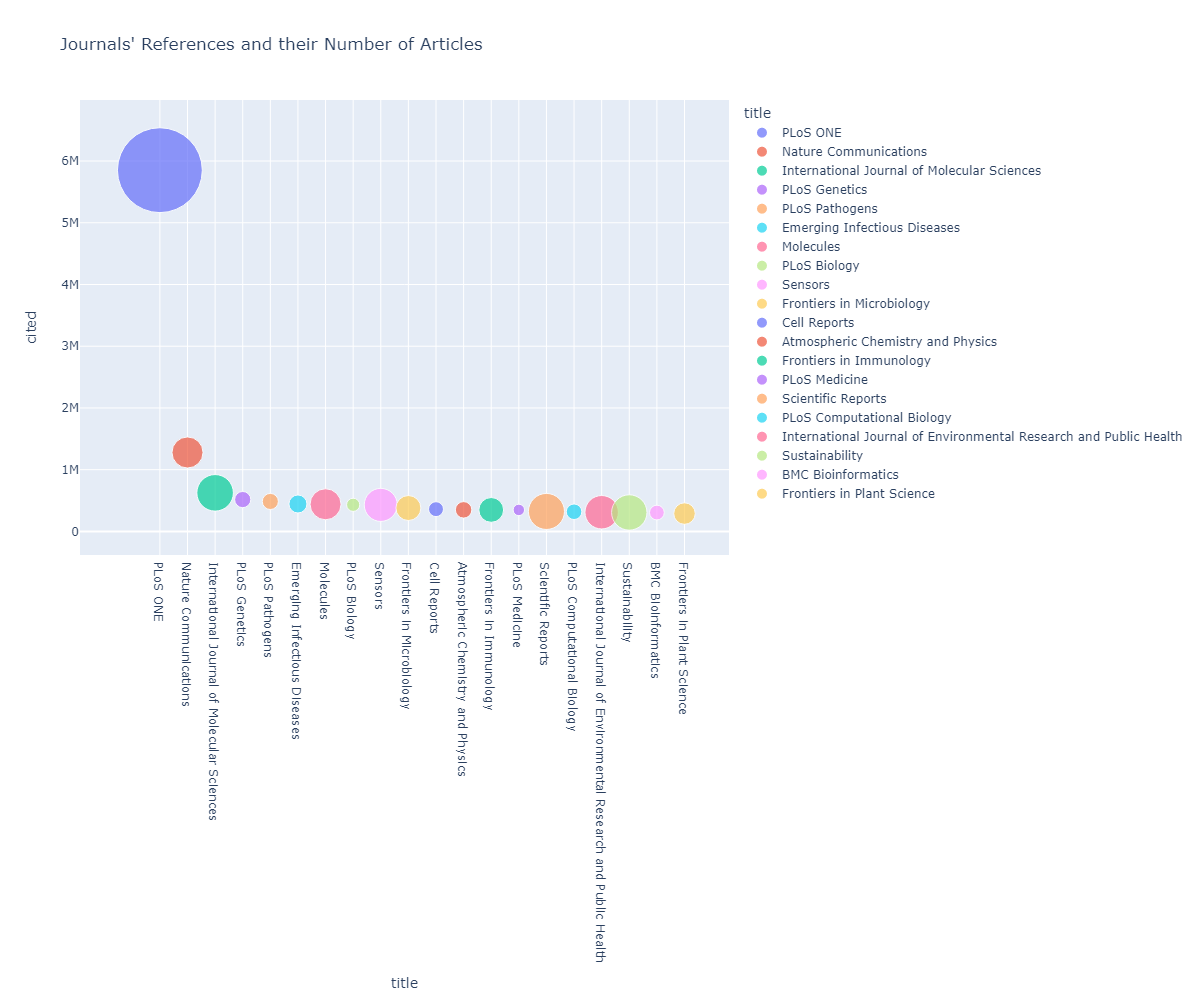 Journals' References and their Number of Articles
title
PLoS ONE
Nature Communications
International Journal of Molecular Sciences
PLoS Genetics
PLoS Pathogens
Emerging Infectious Diseases
Molecules
PLoS Biology
Sensors
Frontiers in Microbiology
Cell Reports
Atmospheric Chemistry and Physics
Frontiers in Immunology
PLoS Medicine
Scientific Reports
PLoS Computational Biology
International Journal of Environmental Research and Public Health
Sustainability
BMC Bioinformatics
Frontiers in Plant Science
6M
5M
4M
3M
2M
1M
0
cited
PLoS ONE
Nature Communications
International Journal of Molecular Sciences
PLoS Genetics
PLoS Pathogens
Emerging Infectious Diseases
Molecules
PLoS Biology
Sensors
Frontiers in Microbiology
Cell Reports
Atmospheric Chemistry and Physics
Frontiers in Immunology
PLoS Medicine
Scientific Reports
PLoS Computational Biology
International Journal of Environmental Research and Public Health
Sustainability
BMC Bioinformatics
Frontiers in Plant Science
title